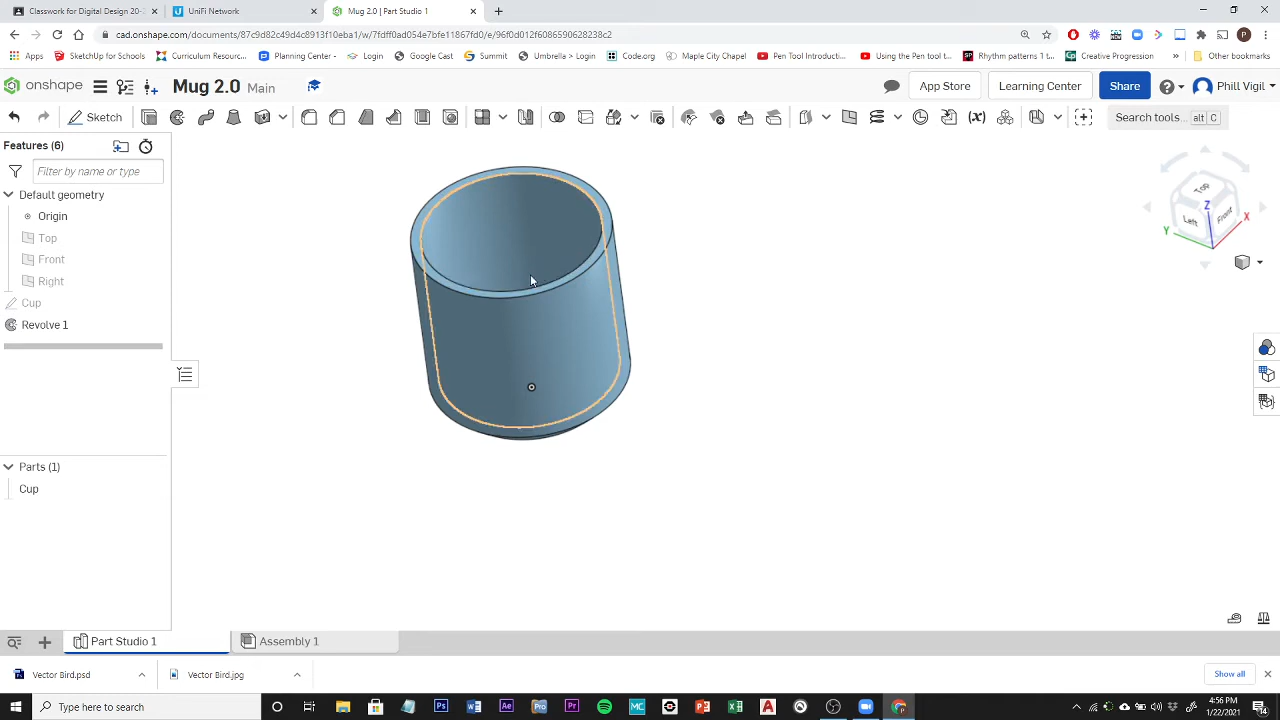 Classwork for Digital Design 20-
UniFi Network
Mug 2.0 | Part Studio 1
cad.onshape.com/documents/87c9d82c49d4c8913f10eba1/w/7fdff0ad054e7bfe11867f60/e/96f0d012f6086590628238c2
Apps
SketchUp for School
Curriculum Resourc...
Planning Center
Google Cast
Summit
Umbrella > Login
Code.org
Maple City Chapel
Pen Tool Introductio...
Using the Pen tool i...
Rhythm patterns 1 -...
Creative Progression
Other bookmarks
onshape
Mug 2.0 Main
App Store
Learning Center
Share
Phill Vigil
Sketch
Search tools... alt C
Features (6)
Filter by name or type
Default geometry
Origin
Top
Front
Right
Cup
Revolve 1
Top
Left
Front
Z
X
Y
Parts (1)
Cup
Part Studio 1
Assembly 1
Vector Bird.psd
Vector Bird.jpg
Show all
Type here to search
4:56 PM
1/22/2021